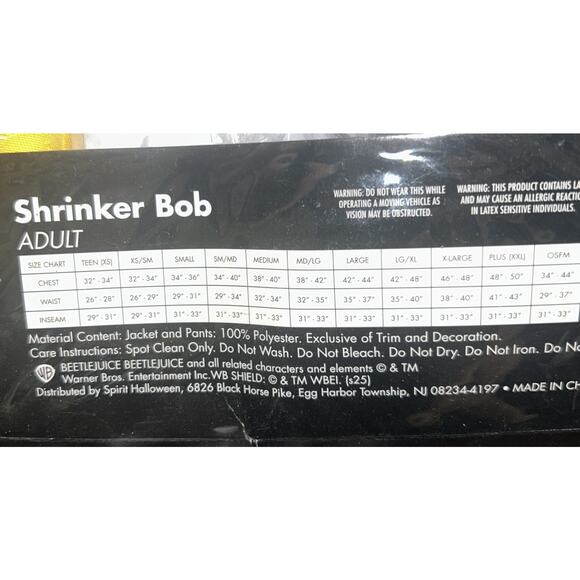 Shrinker Bob
ADULT
WARNING: DO NOT WEAR THIS WHILE
OPERATING A MOVING VEHICLE AS
VISION MAY BE OBSTRUCTED.
WARNING: THIS PRODUCT CONTAINS LA
AND MAY CAUSE AN ALLERGIC REACTIO
IN LATEX SENSITIVE INDIVIDUALS.
SIZE CHART TEEN (XS) XS/SM SMALL SM/MD MEDIUM MD/LG LARGE LG/XL X-LARGE PLUS (XXL) OSFM
CHEST 32" - 34" 32" - 34" 34" - 36" 34" - 40" 38" - 40" 38" - 42" 42" - 44" 42" - 48" 46" - 48" 48" - 50" 34" - 44"
WAIST 26" - 28" 26" - 29" 29" - 31" 29" - 34" 32" - 34" 32" - 35" 35" - 37" 35" - 40" 38" - 40" 41" - 43" 29" - 37"
INSEAM 29" - 31" 29" - 31" 31" - 33" 31" - 33" 31" - 33" 31" - 33" 31" - 33" 31" - 33" 31" - 33" 31" - 33" 31" - 33"
Material Content: Jacket and Pants: 100% Polyester. Exclusive of Trim and Decoration.
Care Instructions: Spot Clean Only. Do Not Wash. Do Not Bleach. Do Not Dry. Do Not Iron. Do No
WB BEETLEJUICE BEETLEJUICE and all related characters and elements © & TM
Warner Bros. Entertainment Inc. WB SHIELD: © & TM WBEI. (s25)
Distributed by Spirit Halloween, 6826 Black Horse Pike, Egg Harbor Township, NJ 08234-4197 • MADE IN CH